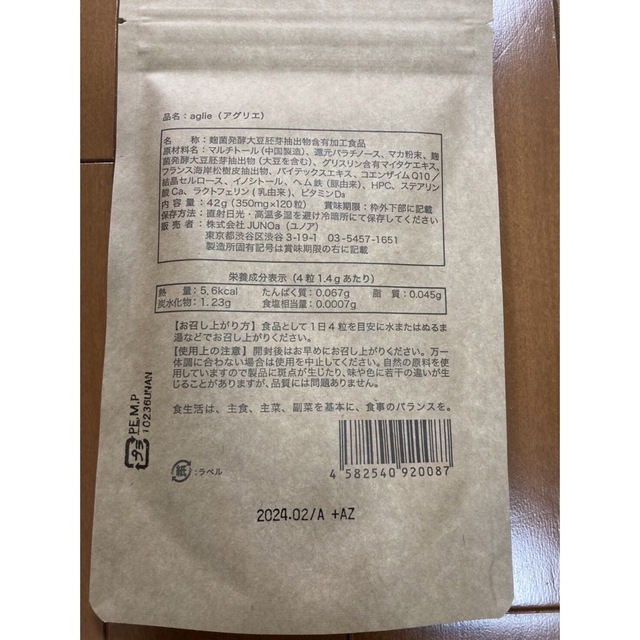 品名：aglie（アグリエ）
名　称：麹菌発酵大豆胚芽抽出物含有加工食品
原材料名：マルチトール(中国製造)、還元パラチノース、マカ粉末、麹
菌発酵大豆胚芽抽出物(大豆を含む)、グリスリン含有マイタケエキス、
フランス海岸松樹皮抽出物、バイテックスエキス、コエンザイムQ10／
結晶セルロース、イノシトール、ヘム鉄(豚由来)、HPC、ステアリン
酸Ca、ラクトフェリン(乳由来)、ビタミンD₃
内容量：42g(350mg×120粒)　賞味期限：枠外下部に記載
保存方法：直射日光・高温多湿を避け冷暗所にて保存してください
販売者：株式会社JUNOa（ユノア）
東京都渋谷区渋谷3-19-1　03-5457-1651
製造所固有記号は賞味期限の右に記載
栄養成分表示（4粒1.4gあたり）
熱　量：5.6kcal　たんぱく質：0.067g　脂　質：0.045g
炭水化物：1.23g　食塩相当量：0.0007g
【お召し上がり方】食品として1日4粒を目安に水またはぬるま
湯などでお召し上がりください。
【使用上の注意】開封後はお早めにお召し上がりください。万一
体調に合わない場合は使用を中止してください。自然の原料を使
用していますので製品に斑点が生じたり、味や色に若干の違いが生
じることがありますが、品質には問題ありません。
食生活は、主食、主菜、副菜を基本に、食事のバランスを。
プラ
PE,M,P
10236UNAN
紙：ラベル
4 582540 920087
2024.02/A +AZ